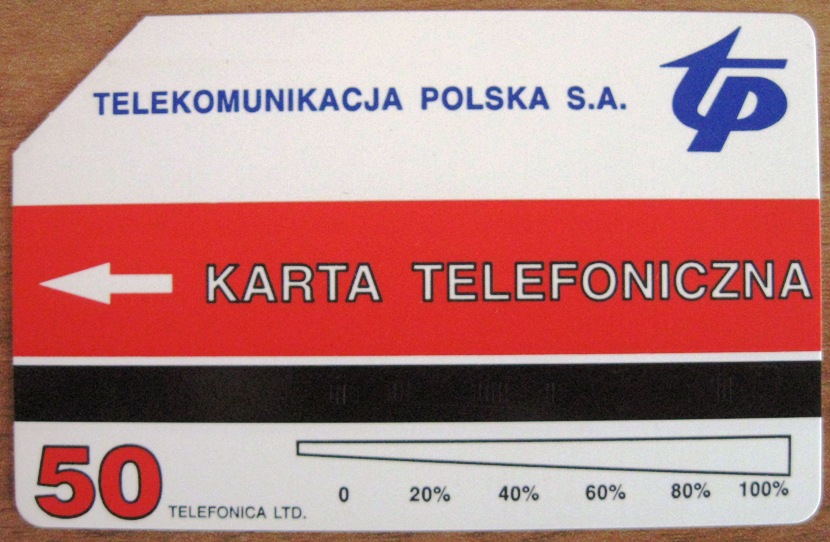 TELEKOMUNIKACJA POLSKA S.A.
tp
KARTA TELEFONICZNA
50 TELEFONICA LTD.
0 20% 40% 60% 80% 100%